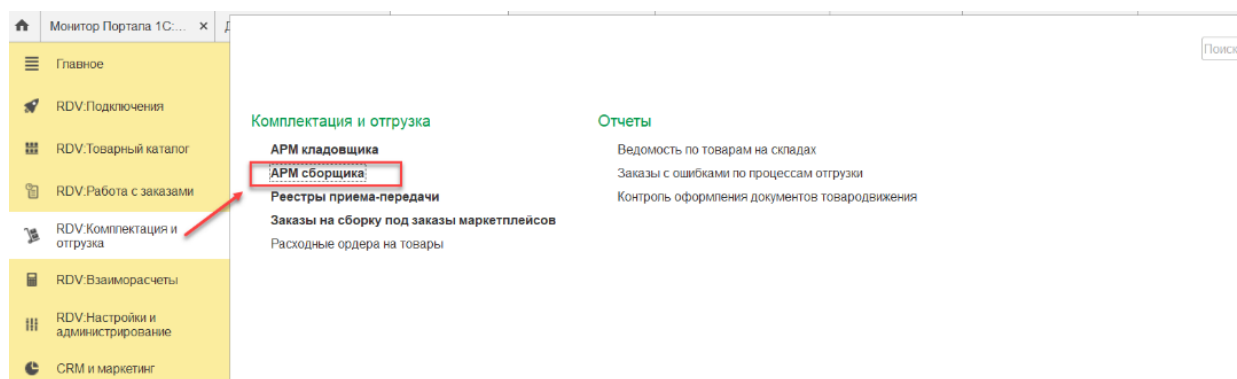 Монитор Портала 1С:...
Поиск
Главное
RDV:Подключения
RDV:Товарный каталог
RDV:Работа с заказами
RDV:Комплектация и
отгрузка
RDV:Взаиморасчеты
RDV:Настройки и
администрирование
CRM и маркетинг
Комплектация и отгрузка
АРМ кладовщика
АРМ сборщика
Реестры приема-передачи
Заказы на сборку под заказы маркетплейсов
Расходные ордера на товары
Отчеты
Ведомость по товарам на складах
Заказы с ошибками по процессам отгрузки
Контроль оформления документов товародвижения